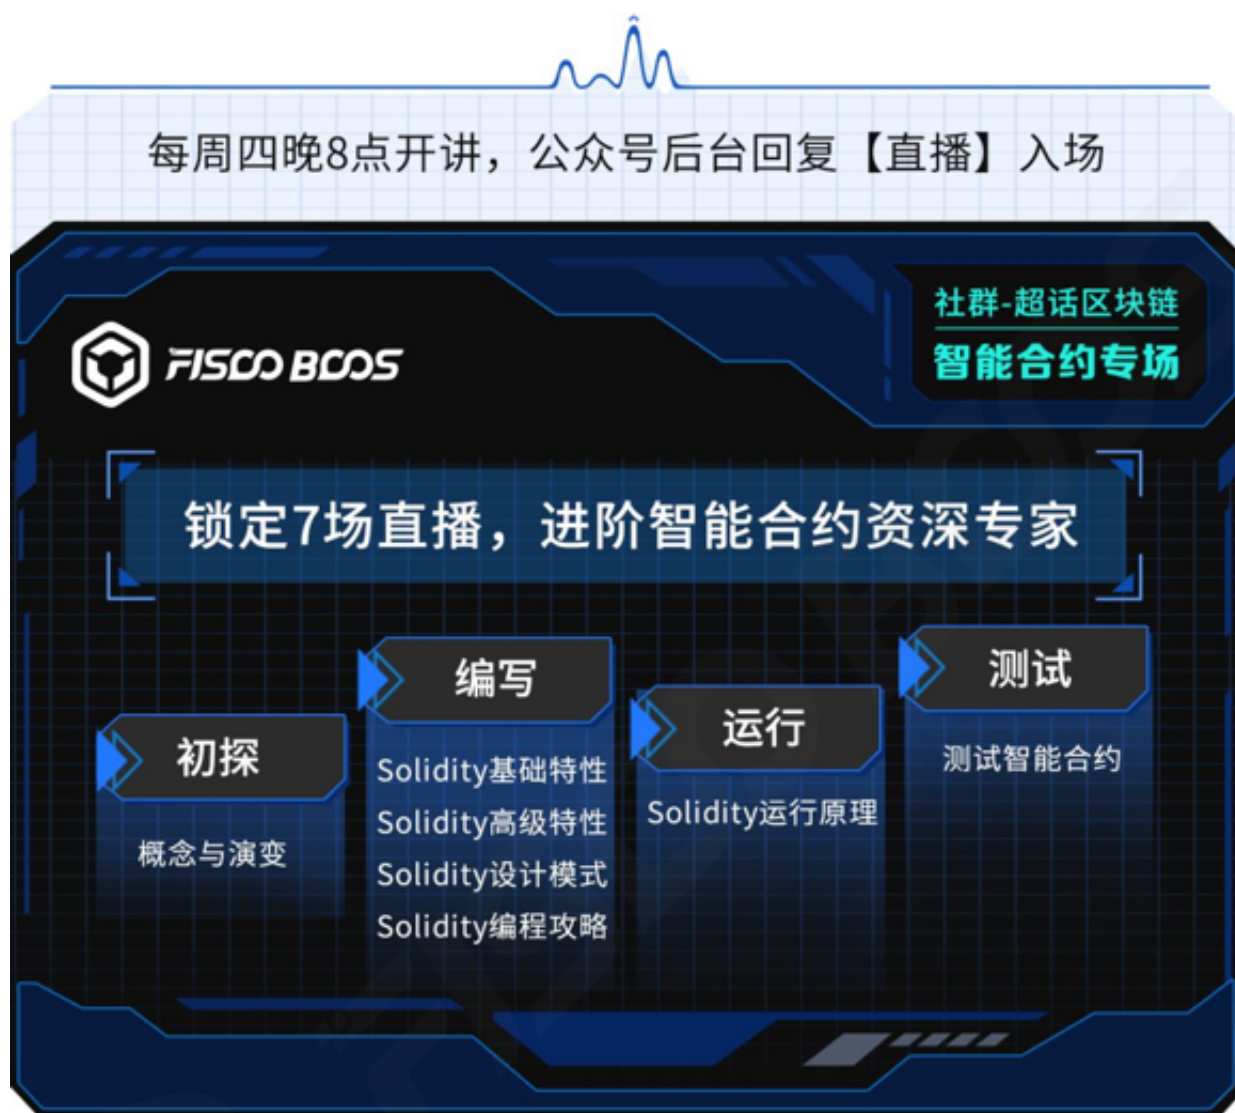 每周四晚8点开讲，公众号后台回复【直播】入场
社群-超话区块链
智能合约专场
FISCO BCOS
锁定7场直播，进阶智能合约资深专家
初探
概念与演变
编写
Solidity基础特性
Solidity高级特性
Solidity设计模式
Solidity编程攻略
运行
Solidity运行原理
测试
测试智能合约